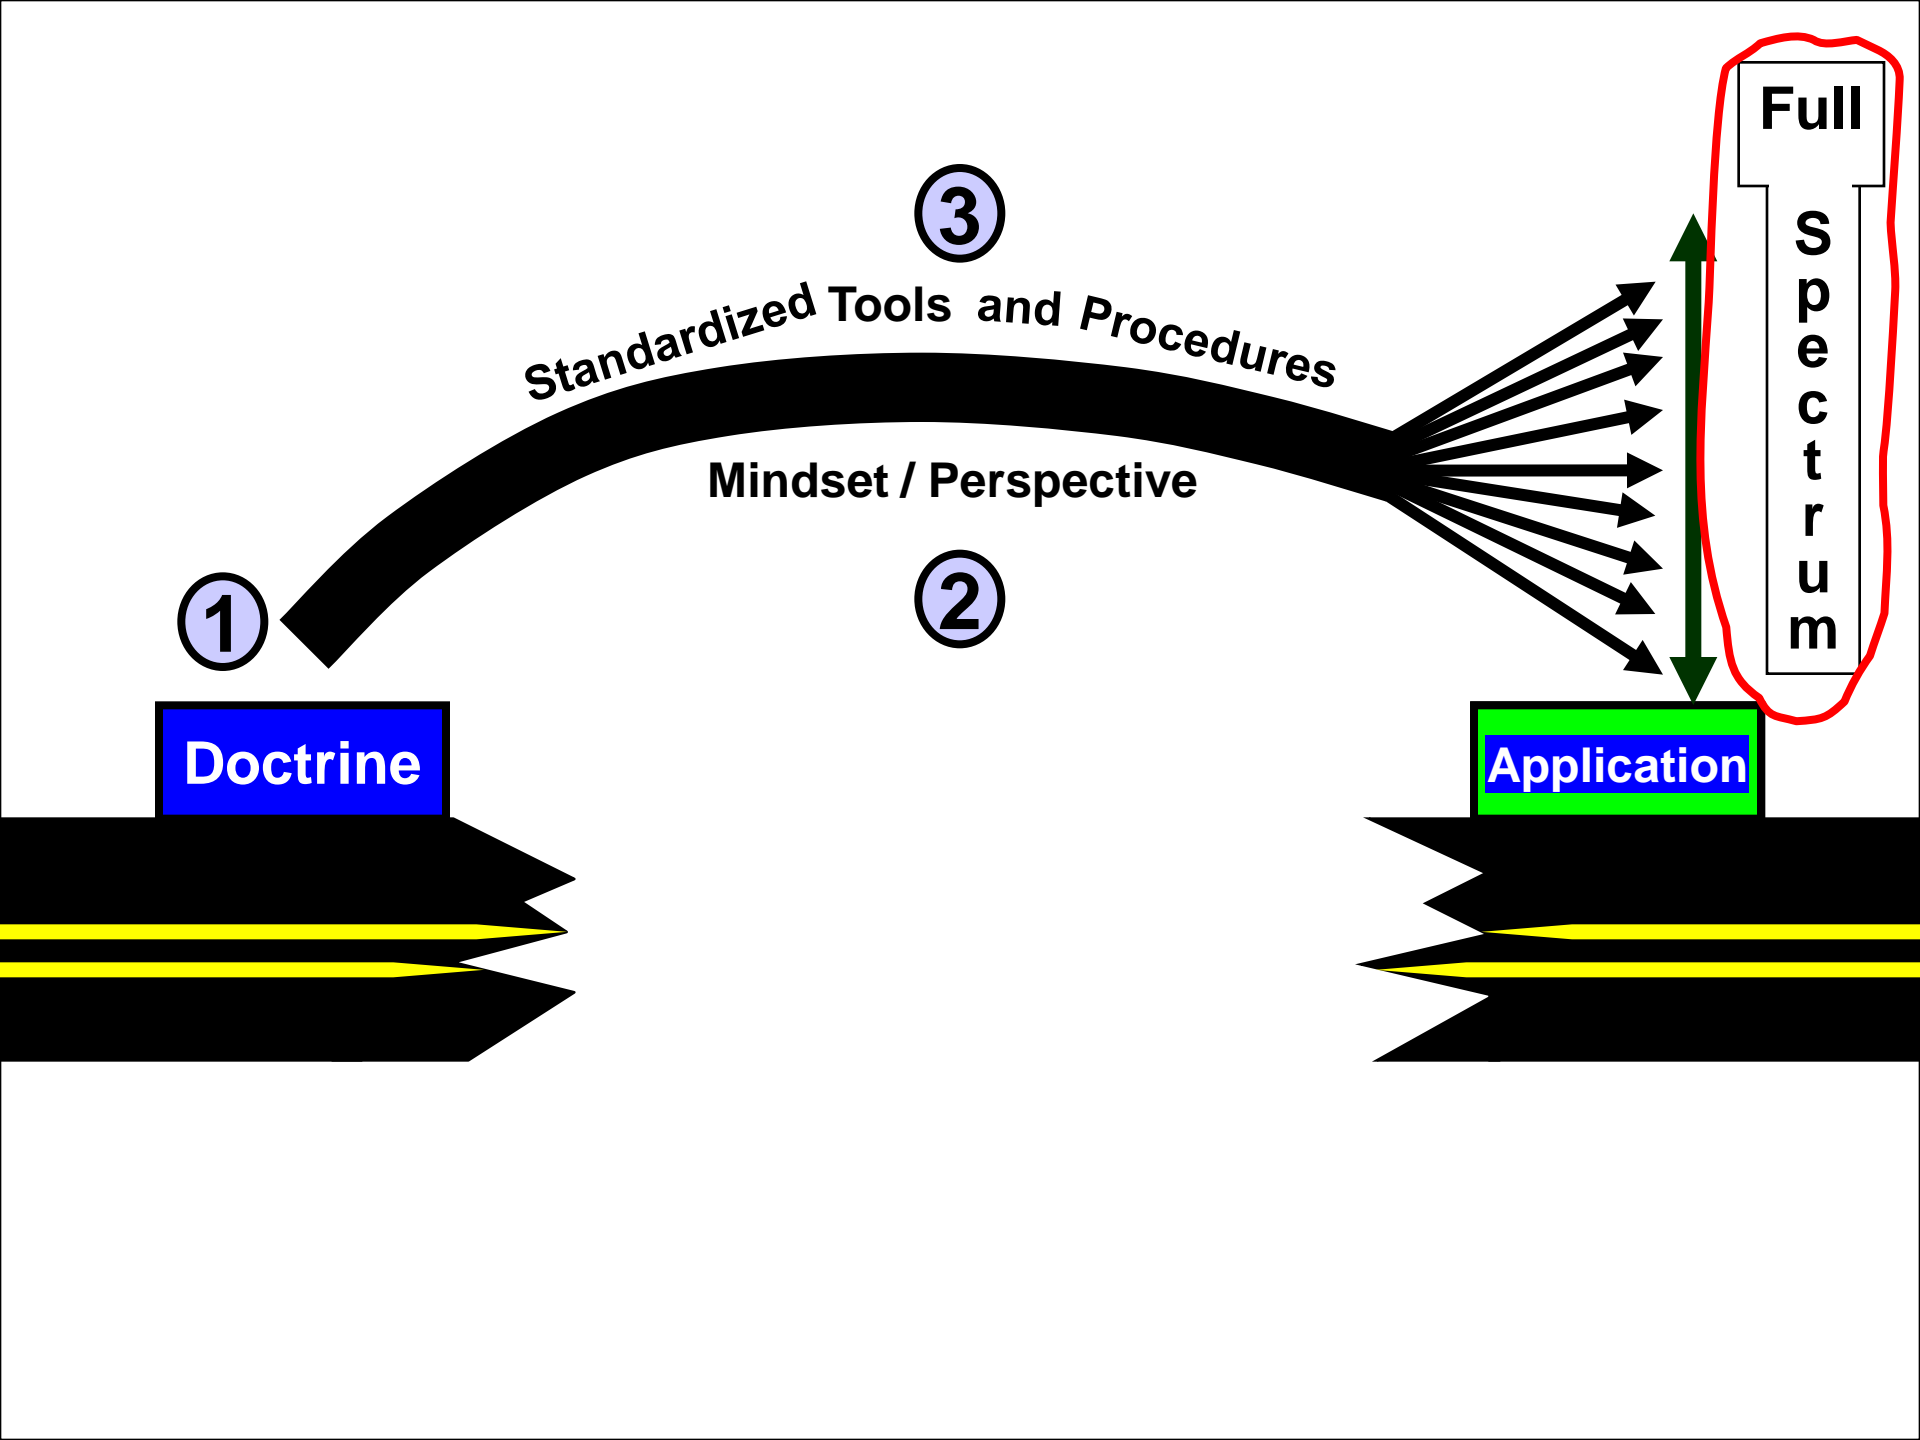 Full
S
p
e
c
t
r
u
m
3
Standardized Tools and Procedures
Mindset / Perspective
2
1
Doctrine
Application